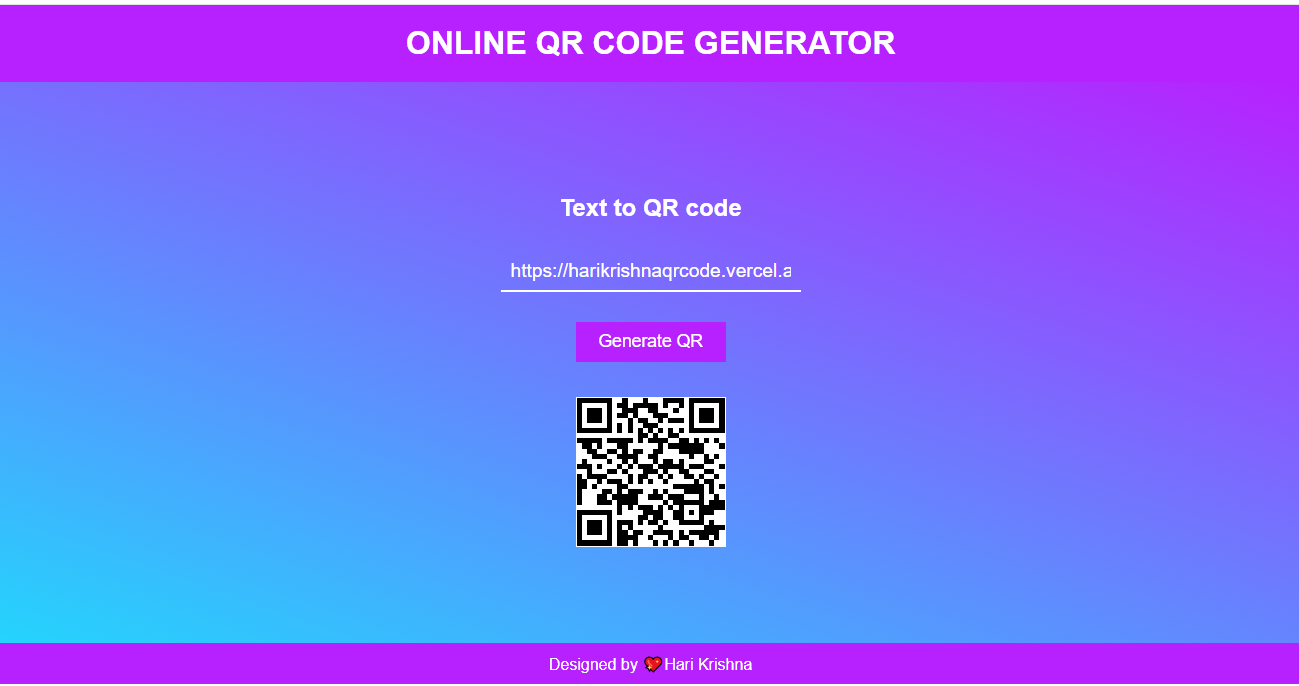 ONLINE QR CODE GENERATOR
Text to QR code
https://harikrishnaqrcode.vercel.a
Generate QR
Designed by 💖Hari Krishna